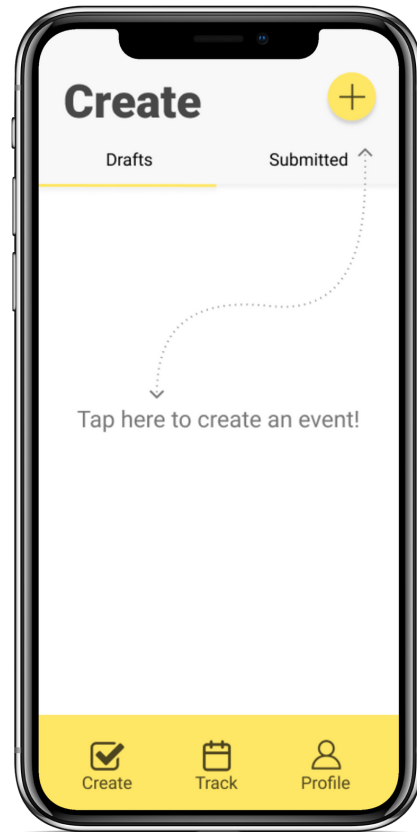 Create
Drafts Submitted
Tap here to create an event!
Create Track Profile